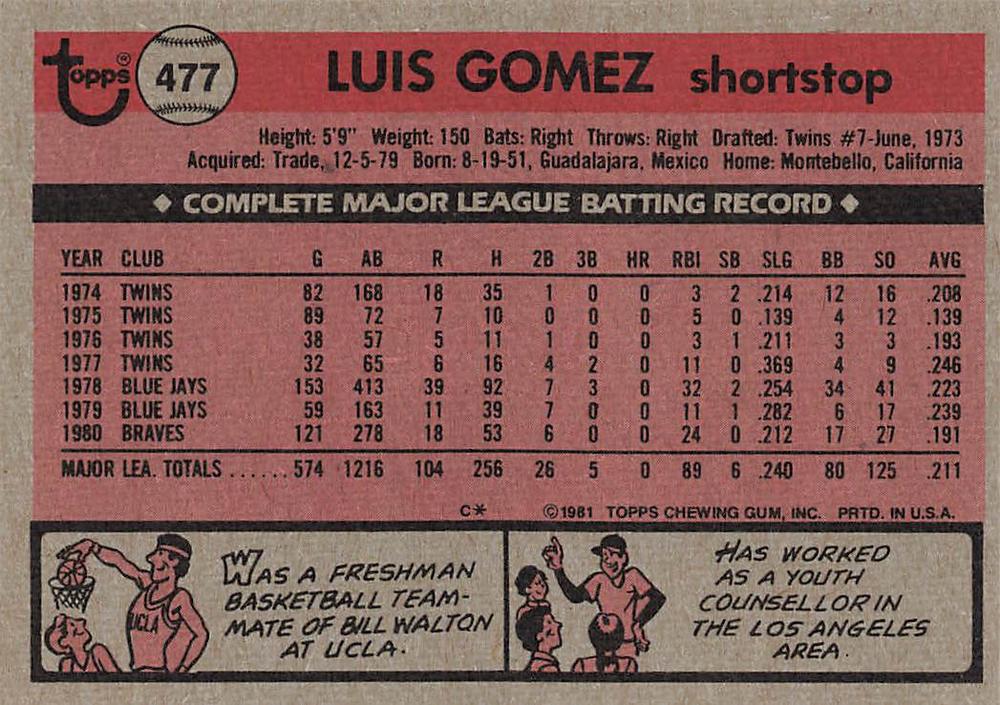 Topps® 477 LUIS GOMEZ shortstop
Height: 5'9" Weight: 150 Bats: Right Throws: Right Drafted: Twins #7-June, 1973
Acquired: Trade, 12-5-79 Born: 8-19-51, Guadalajara, Mexico Home: Montebello, California
◆ COMPLETE MAJOR LEAGUE BATTING RECORD ◆
YEAR CLUB G AB R H 2B 3B HR RBI SB SLG BB SO AVG
1974 TWINS 82 168 18 35 1 0 0 3 2 .214 12 16 .208
1975 TWINS 89 72 7 10 0 0 0 5 0 .139 4 12 .139
1976 TWINS 38 57 5 11 1 0 0 3 1 .211 3 3 .193
1977 TWINS 32 65 6 16 4 2 0 11 0 .369 4 9 .246
1978 BLUE JAYS 153 413 39 92 7 3 0 32 2 .254 34 41 .223
1979 BLUE JAYS 59 163 11 39 7 0 0 11 1 .282 6 17 .239
1980 BRAVES 121 278 18 53 6 0 0 24 0 .212 17 27 .191
MAJOR LEA. TOTALS ...... 574 1216 104 256 26 5 0 89 6 .240 80 125 .211
C* ©1981 TOPPS CHEWING GUM, INC. PRTD. IN U.S.A.
UCLA
WAS A FRESHMAN
BASKETBALL TEAM-
MATE OF BILL WALTON
AT UCLA.
HAS WORKED
AS A YOUTH
COUNSELLOR IN
THE LOS ANGELES
AREA.